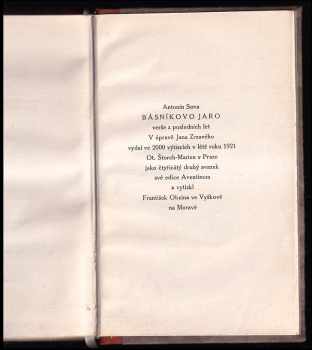 Antonín Sova
BÁSNÍKOVO JARO
verše z posledních let
V úpravě Jana Zrzavého
vydal ve 2000 výtiscích v létě roku 1921
Ot. Štorch-Marien v Praze
jako čtyřicátý druhý svazek
své edice Aventinum
a vytiskl
František Obzina ve Vyškově
na Moravě